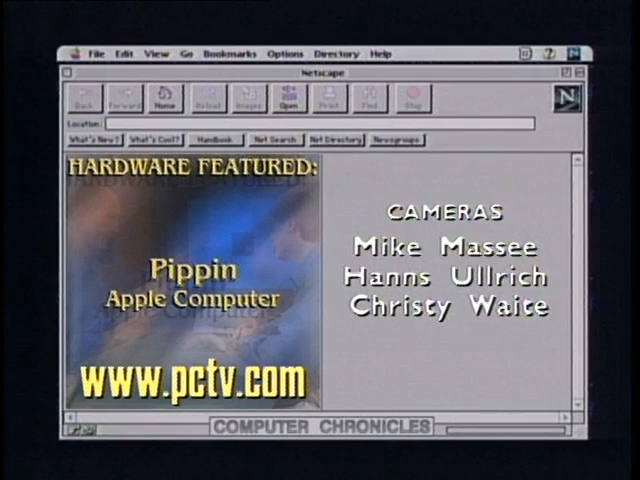 File Edit View Go Bookmarks Options Directory Help
Netscape
Back Forward Home Reload Images Open Print Find Stop
N
Location:
What's New? What's Cool? Handbook Net Search Net Directory Newsgroups
HARDWARE FEATURED:
Pippin
Apple Computer
www.pctv.com
CAMERAS
Mike Massee
Hanns Ullrich
Christy Waite
COMPUTER CHRONICLES